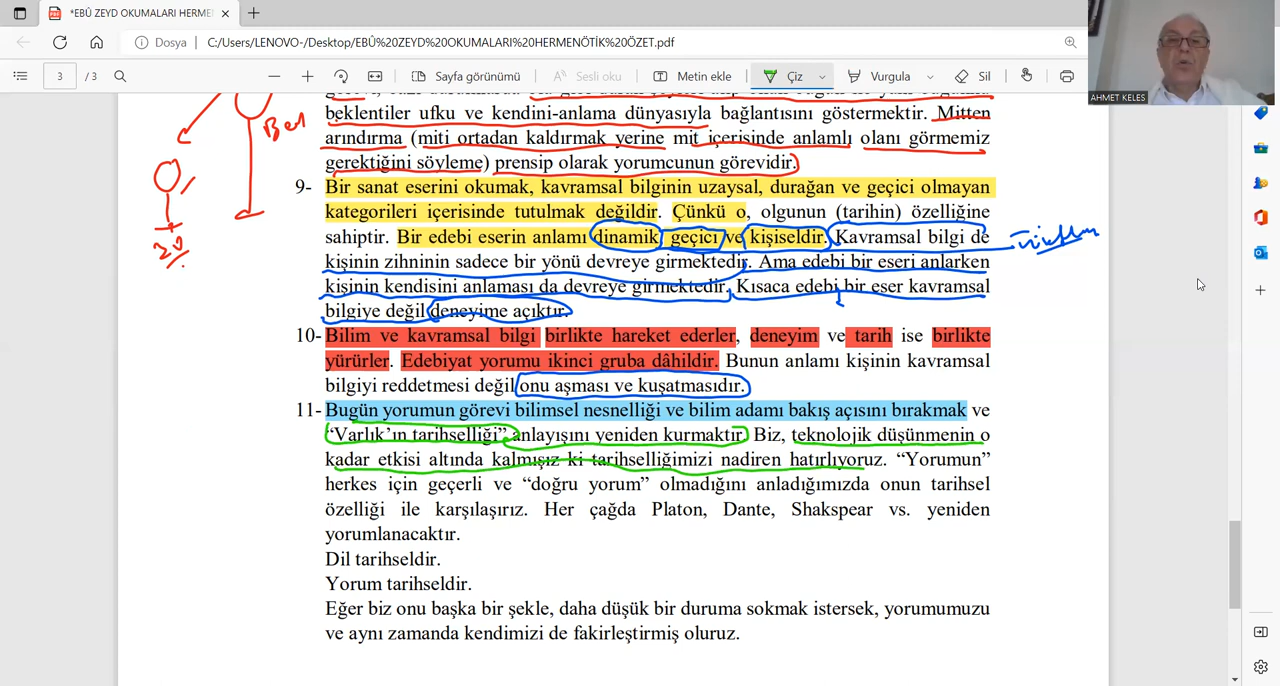 *EBÛ ZEYD OKUMALARI HERME
Dosya C:/Users/LENOVO-/Desktop/EBÛ%20ZEYD%20OKUMALARI%20HERMENÖTİK%20ÖZET.pdf
3 /3 Sayfa görünümü Sesli oku Metin ekle Çiz Vurgula Sil
AHMET KELES
beklentiler ufku ve kendini-anlama dünyasıyla bağlantısını göstermektir. Mitten
arındırma (miti ortadan kaldırmak yerine mit içerisinde anlamlı olanı görmemiz
gerektiğini söyleme) prensip olarak yorumcunun görevidir.
Ben
9- Bir sanat eserini okumak, kavramsal bilginin uzaysal, durağan ve geçici olmayan
kategorileri içerisinde tutulmak değildir. Çünkü o, olgunun (tarihin) özelliğine
sahiptir. Bir edebi eserin anlamı dinamik geçici ve kişiseldir. Kavramsal bilgi de
kişinin zihninin sadece bir yönü devreye girmektedir. Ama edebi bir eseri anlarken
kişinin kendisini anlaması da devreye girmektedir. Kısaca edebi bir eser kavramsal
bilgiye değil deneyime açıktır.
10- Bilim ve kavramsal bilgi birlikte hareket ederler, deneyim ve tarih ise birlikte
yürürler. Edebiyat yorumu ikinci gruba dâhildir. Bunun anlamı kişinin kavramsal
bilgiyi reddetmesi değil onu aşması ve kuşatmasıdır.
11- Bugün yorumun görevi bilimsel nesnelliği ve bilim adamı bakış açısını bırakmak ve
“Varlık’ın tarihselliği” anlayışını yeniden kurmaktır. Biz, teknolojik düşünmenin o
kadar etkisi altında kalmışız ki tarihselliğimizi nadiren hatırlıyoruz. “Yorumun”
herkes için geçerli ve “doğru yorum” olmadığını anladığımızda onun tarihsel
özelliği ile karşılaşırız. Her çağda Platon, Dante, Shakspear vs. yeniden
yorumlanacaktır.
Dil tarihseldir.
Yorum tarihseldir.
Eğer biz onu başka bir şekle, daha düşük bir duruma sokmak istersek, yorumumuzu
ve aynı zamanda kendimizi de fakirleştirmiş oluruz.